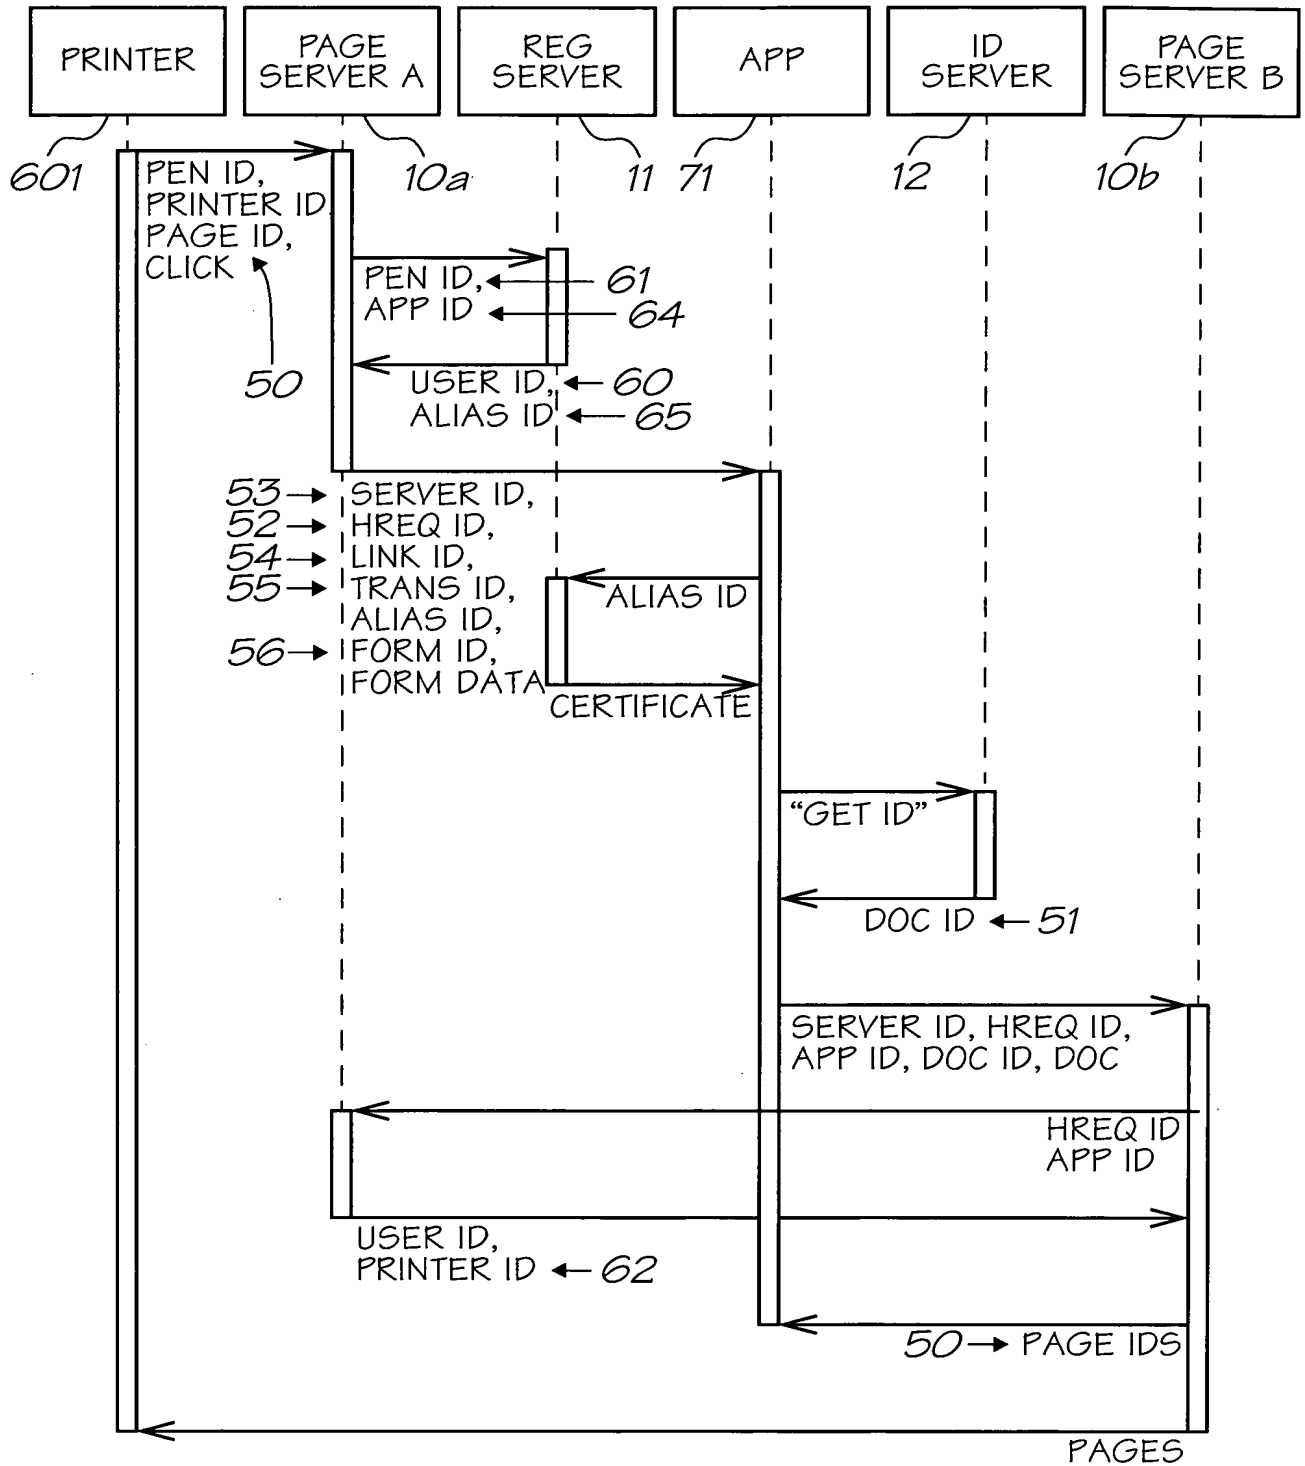 PRINTER
PAGE
SERVER A
REG
SERVER
APP
ID
SERVER
PAGE
SERVER B
601
10a
11
71
12
10b
PEN ID,
PRINTER ID
PAGE ID,
CLICK
50
PEN ID,
61
APP ID
64
USER ID,
60
ALIAS ID
65
53
SERVER ID,
52
HREQ ID,
54
LINK ID,
55
TRANS ID,
ALIAS ID,
56
FORM ID,
FORM DATA
ALIAS ID
CERTIFICATE
“GET ID”
DOC ID
51
SERVER ID, HREQ ID,
APP ID, DOC ID, DOC
HREQ ID
APP ID
USER ID,
PRINTER ID
62
50
PAGE IDS
PAGES